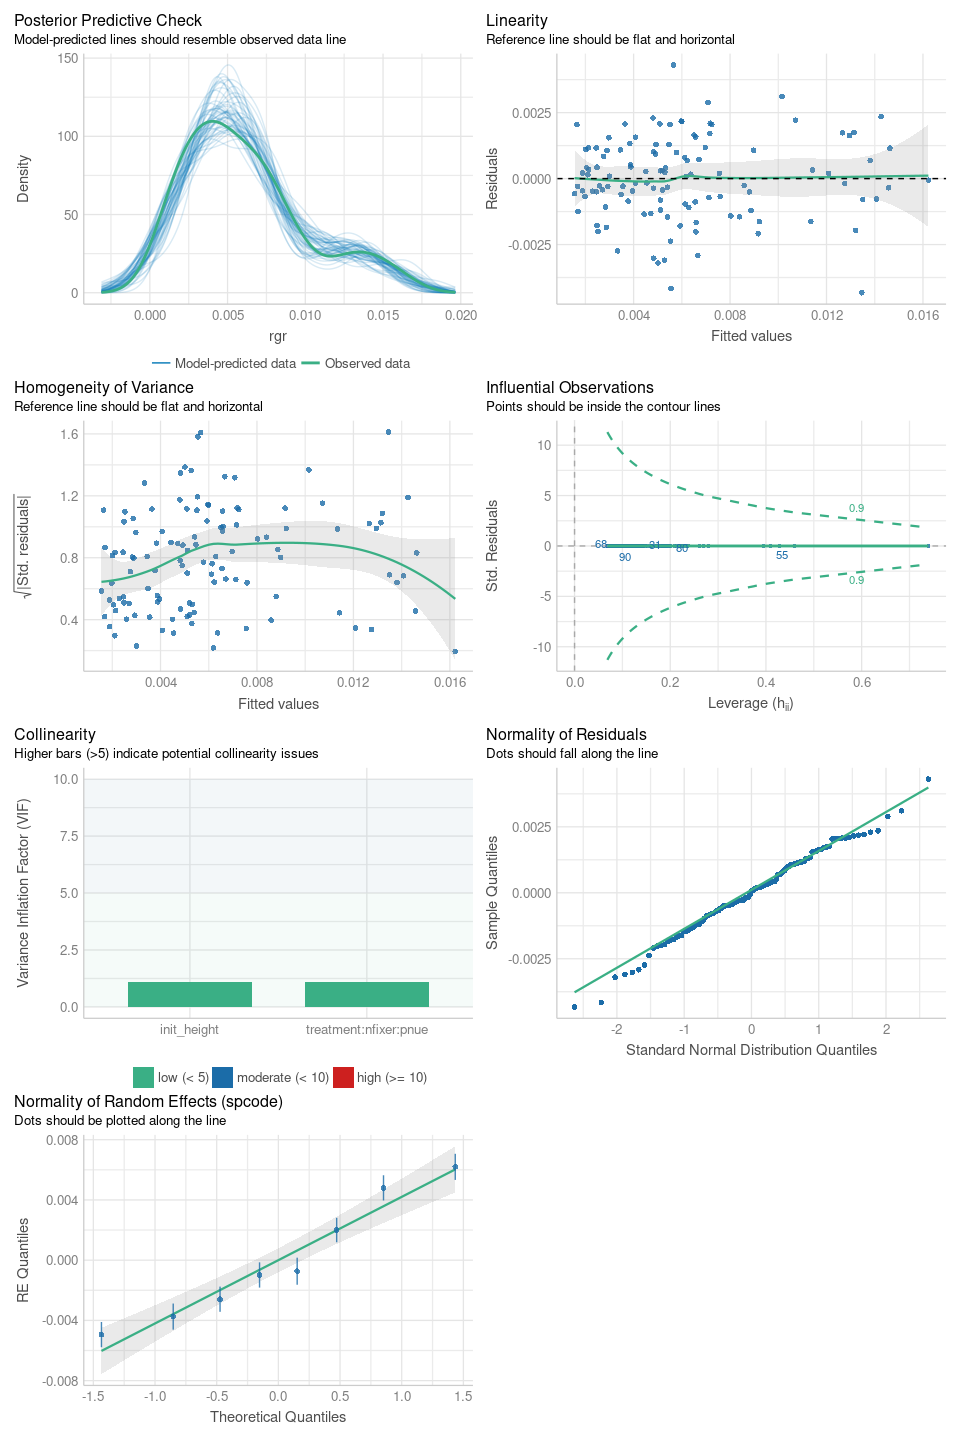 Posterior Predictive Check
Model-predicted lines should resemble observed data line
150
100
50
0
Density
0.000 0.005 0.010 0.015 0.020
rgr
Model-predicted data Observed data
Linearity
Reference line should be flat and horizontal
0.0025
0.0000
-0.0025
Residuals
0.004 0.008 0.012 0.016
Fitted values
Homogeneity of Variance
Reference line should be flat and horizontal
1.6
1.2
0.8
0.4
√|Std. residuals|
0.004 0.008 0.012 0.016
Fitted values
Influential Observations
Points should be inside the contour lines
10
5
0
-5
-10
Std. Residuals
0.9
68
90
55
0.9
0.0 0.2 0.4 0.6
Leverage (hii)
Collinearity
Higher bars (>5) indicate potential collinearity issues
10.0
7.5
5.0
2.5
0.0
Variance Inflation Factor (VIF)
init_height treatment:nfixer:pnue
low (< 5) moderate (< 10) high (>= 10)
Normality of Residuals
Dots should fall along the line
0.0025
0.0000
-0.0025
Sample Quantiles
-2 -1 0 1 2
Standard Normal Distribution Quantiles
Normality of Random Effects (spcode)
Dots should be plotted along the line
0.008
0.004
0.000
-0.004
-0.008
RE Quantiles
-1.5 -1.0 -0.5 0.0 0.5 1.0 1.5
Theoretical Quantiles